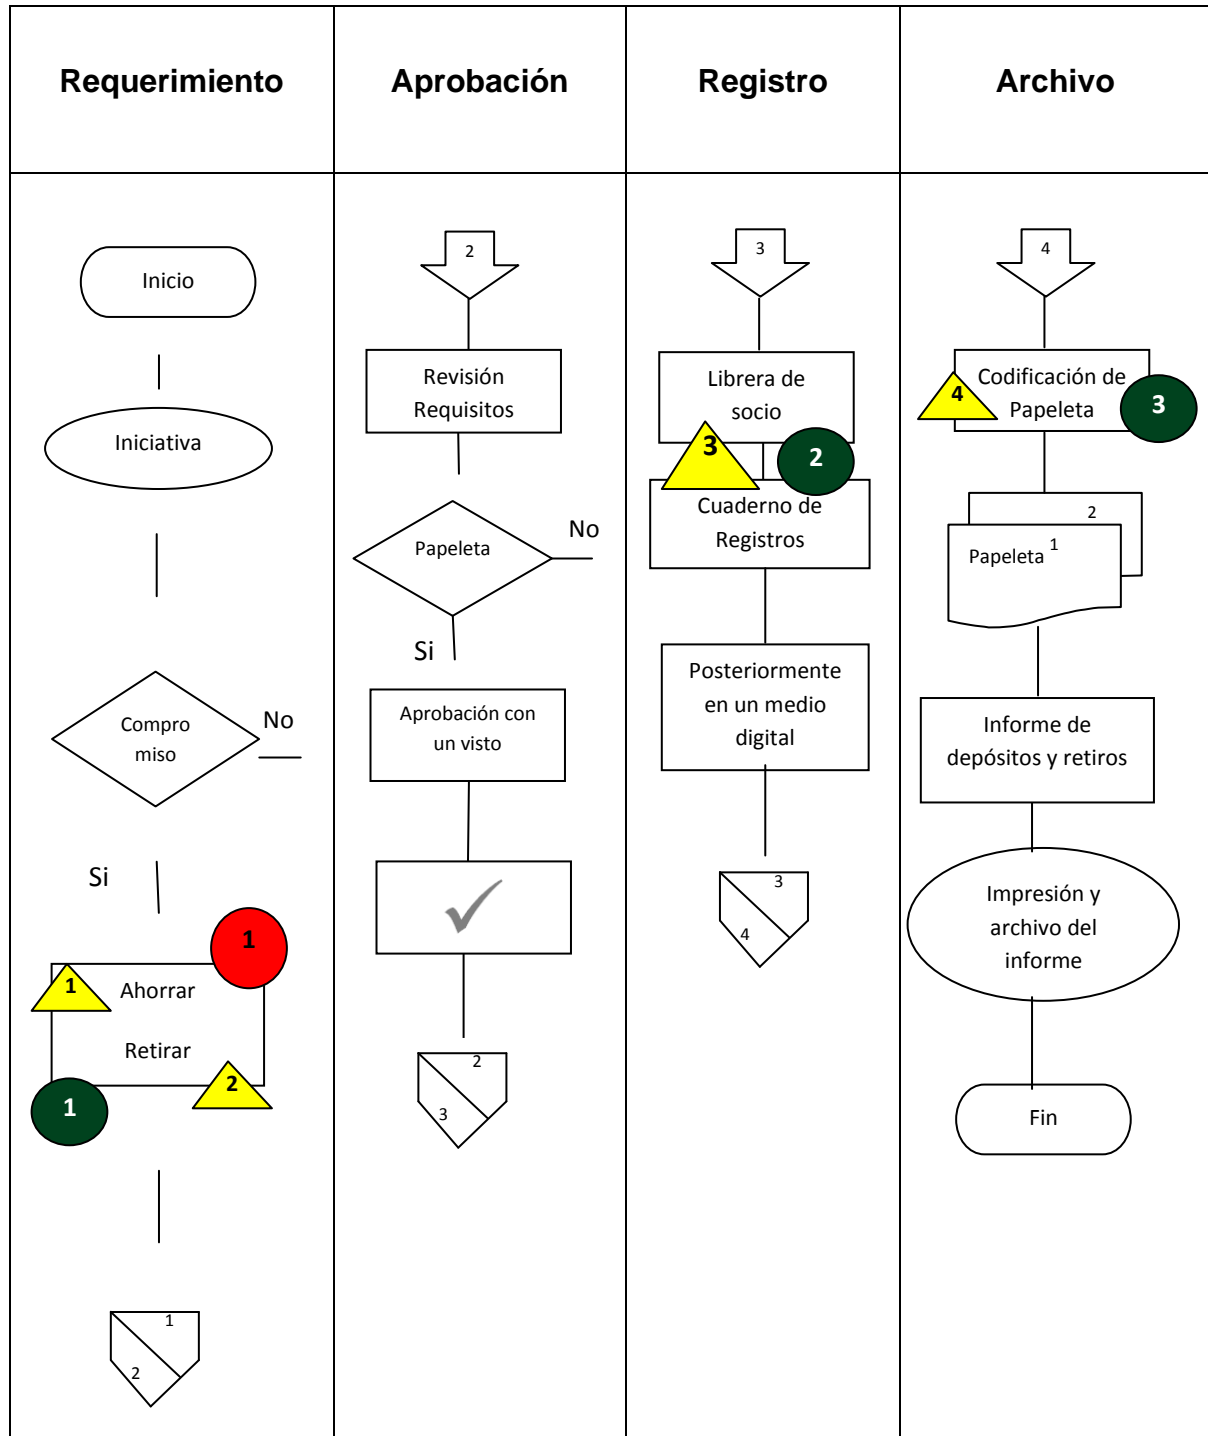 Requerimiento
Aprobación
Registro
Archivo
Inicio
Iniciativa
Compro
miso
No
Si
1
1
Ahorrar
Retirar
2
1
1
2
2
Revisión
Requisitos
Papeleta
No
Si
Aprobación con
un visto
2
3
3
Librera de
socio
3
2
Cuaderno de
Registros
Posteriormente
en un medio
digital
3
4
4
Codificación de
Papeleta
4
3
2
Papeleta 1
Informe de
depósitos y retiros
Impresión y
archivo del
informe
Fin